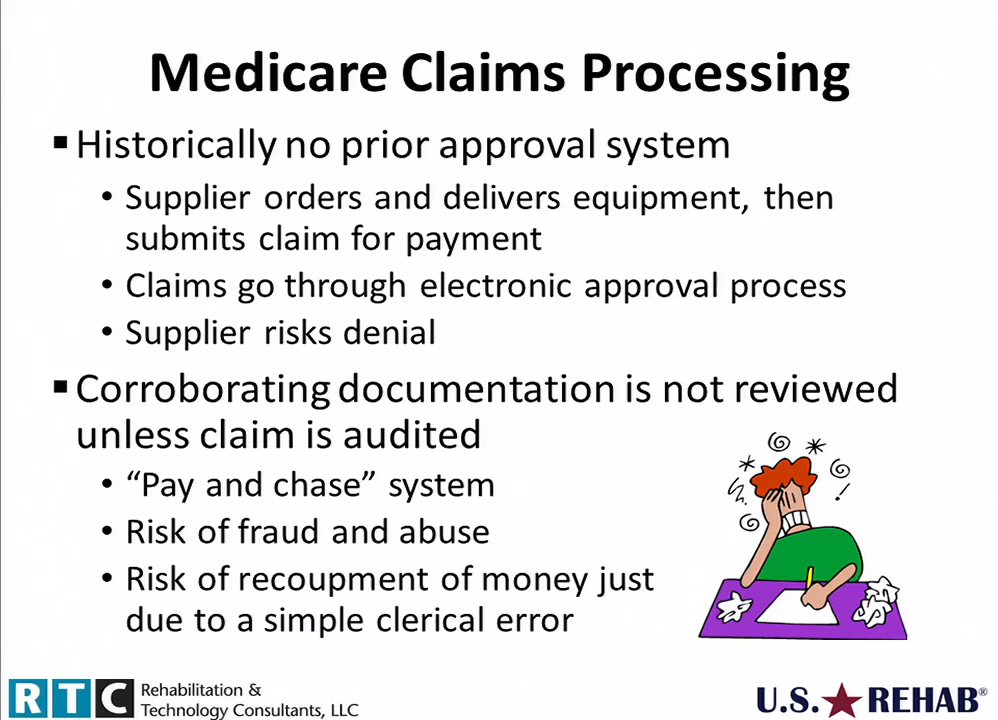 Medicare Claims Processing
▪ Historically no prior approval system
• Supplier orders and delivers equipment, then
submits claim for payment
• Claims go through electronic approval process
• Supplier risks denial
▪ Corroborating documentation is not reviewed
unless claim is audited
• “Pay and chase” system
• Risk of fraud and abuse
• Risk of recoupment of money just
due to a simple clerical error
RTC Rehabilitation &
Technology Consultants, LLC
U.S. REHAB®